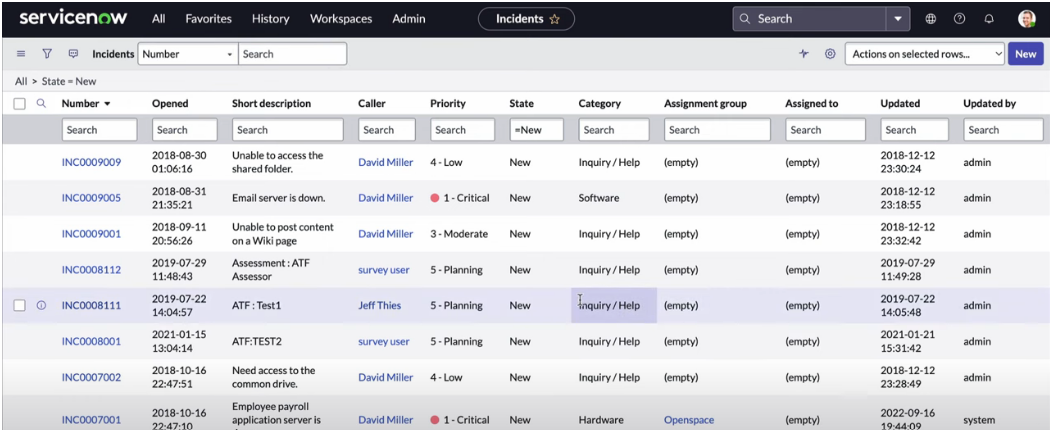 servicenow All Favorites History Workspaces Admin Incidents Search
Incidents Number Search Actions on selected rows... New
All > State = New
Number Opened Short description Caller Priority State Category Assignment group Assigned to Updated Updated by
Search Search Search Search Search =New Search Search Search Search Search
INC0009009 2018-08-30 01:06:16 Unable to access the shared folder. David Miller 4 - Low New Inquiry / Help (empty) (empty) 2018-12-12 23:30:24 admin
INC0009005 2018-08-31 21:35:21 Email server is down. David Miller 1 - Critical New Software (empty) (empty) 2018-12-12 23:18:55 admin
INC0009001 2018-09-11 20:56:26 Unable to post content on a Wiki page David Miller 3 - Moderate New Inquiry / Help (empty) (empty) 2018-12-12 23:32:42 admin
INC0008112 2019-07-29 11:48:43 Assessment : ATF Assessor survey user 5 - Planning New Inquiry / Help (empty) (empty) 2019-07-29 11:49:28 admin
INC0008111 2019-07-22 14:04:57 ATF : Test1 Jeff Thies 5 - Planning New Inquiry / Help (empty) (empty) 2019-07-22 14:05:48 admin
INC0008001 2021-01-15 13:04:14 ATF:TEST2 survey user 5 - Planning New Inquiry / Help (empty) (empty) 2021-01-21 15:31:42 admin
INC0007002 2018-10-16 22:47:51 Need access to the common drive. David Miller 4 - Low New Inquiry / Help (empty) (empty) 2018-12-12 23:28:49 admin
INC0007001 2018-10-16 22:47:10 Employee payroll application server is David Miller 1 - Critical New Hardware Openspace (empty) 2022-09-16 19:44:09 system